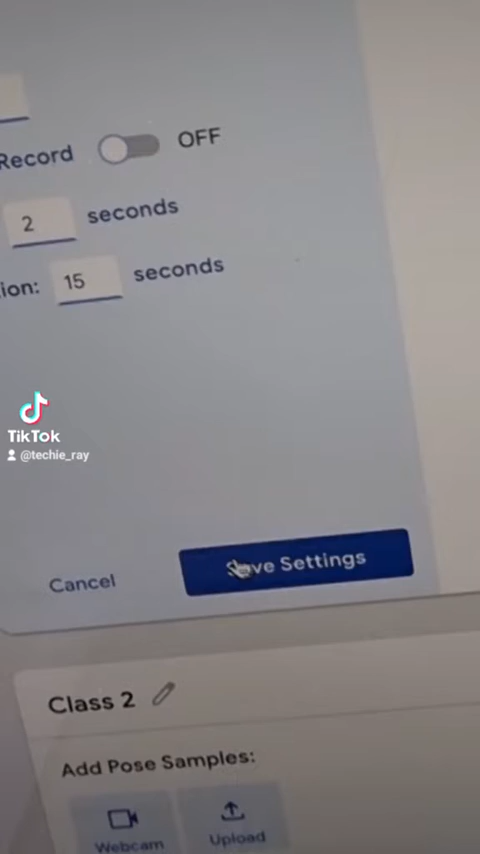 Record OFF
2 seconds
ion: 15 seconds
TikTok
@techie_ray
Cancel Save Settings
Class 2
Add Pose Samples:
Webcam Upload